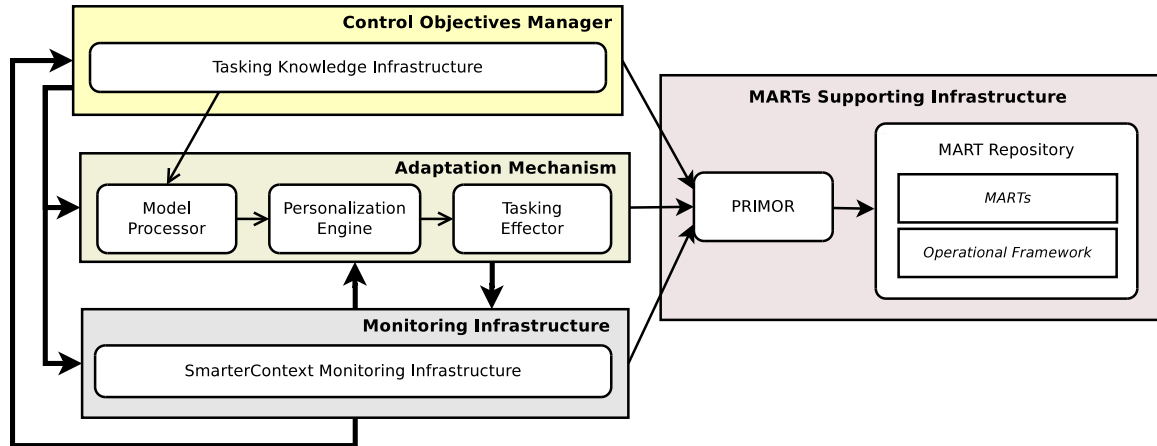 Control Objectives Manager
Tasking Knowledge Infrastructure
Adaptation Mechanism
Model
Processor
Personalization
Engine
Tasking
Effector
Monitoring Infrastructure
SmarterContext Monitoring Infrastructure
MARTs Supporting Infrastructure
PRIMOR
MART Repository
MARTs
Operational Framework